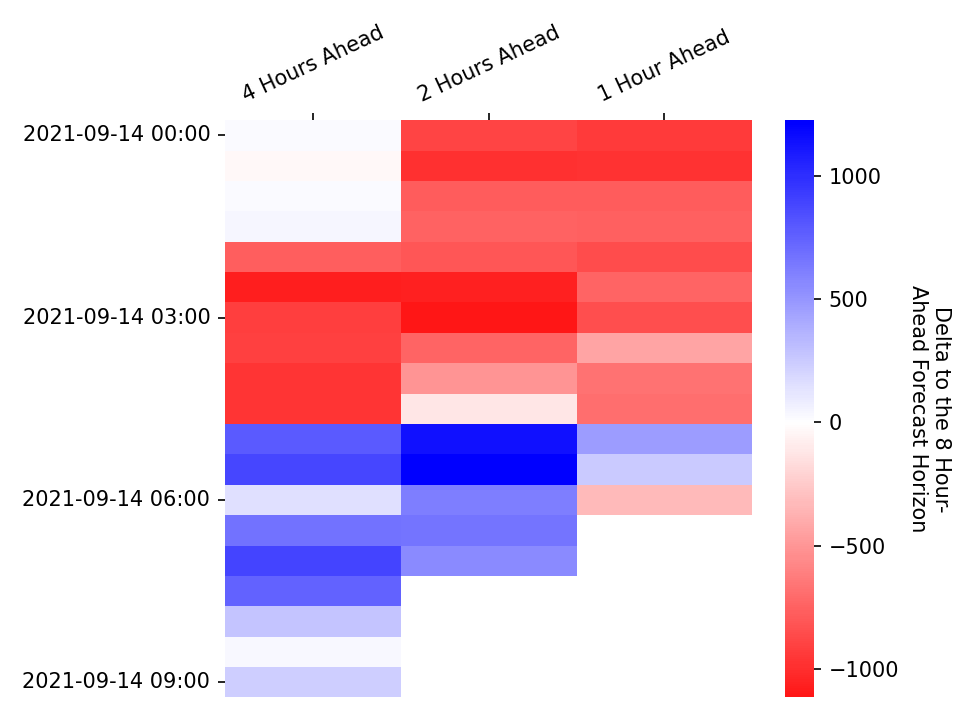 4 Hours Ahead
2 Hours Ahead
1 Hour Ahead
2021-09-14 00:00
2021-09-14 03:00
2021-09-14 06:00
2021-09-14 09:00
1000
500
0
−500
−1000
Delta to the 8 Hour-
Ahead Forecast Horizon